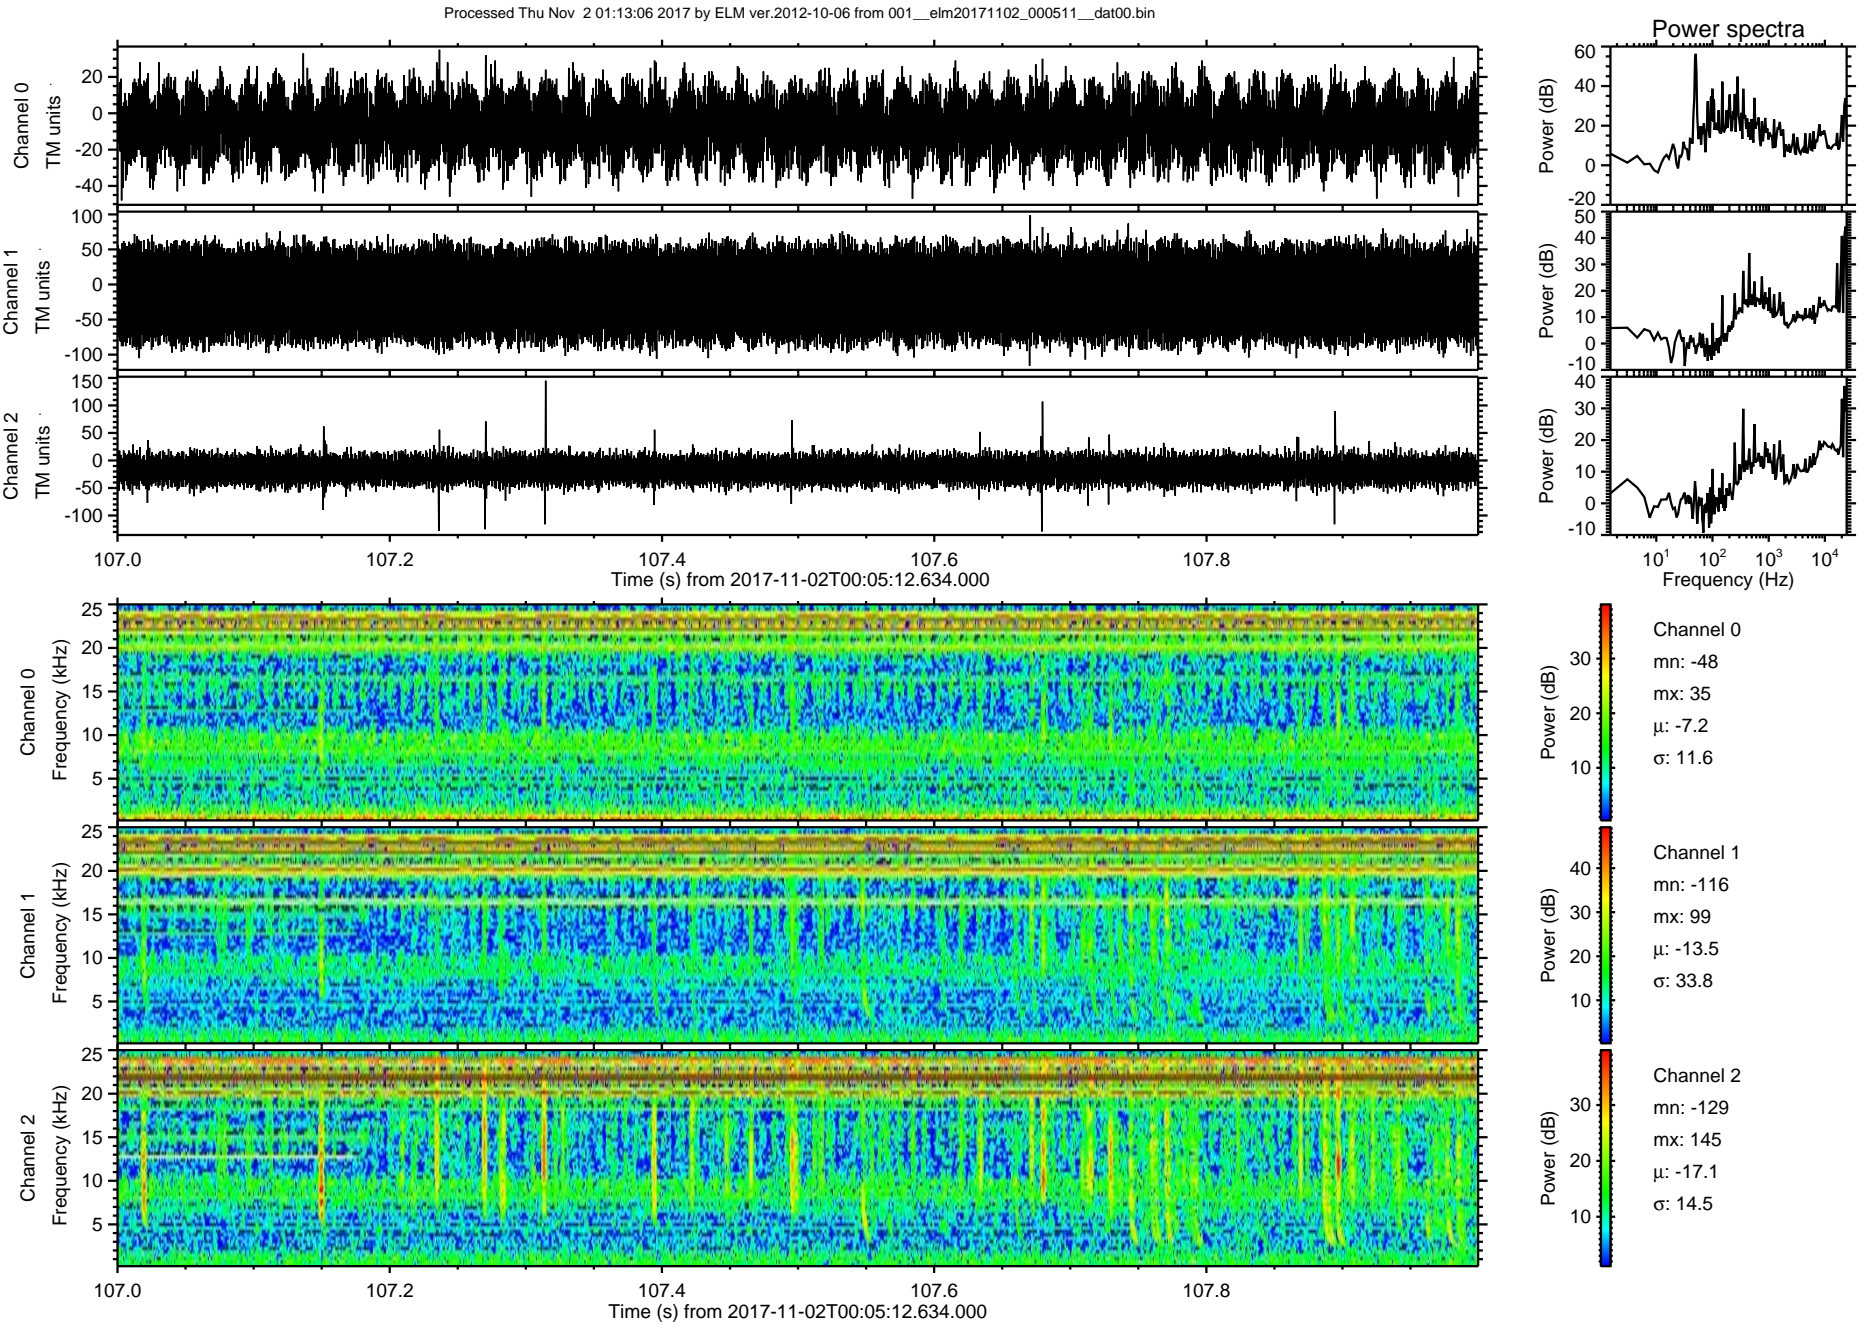 Processed Thu Nov  2 01:13:06 2017 by ELM ver.2012-10-06 from 001__elm20171102_000511__dat00.bin
Power spectra
Channel 0
TM units
20
0
-20
-40
Power (dB)
60
40
20
0
-20
Channel 1
TM units
100
50
0
-50
-100
Power (dB)
50
40
30
20
10
0
-10
Channel 2
TM units
150
100
50
0
-50
-100
Power (dB)
40
30
20
10
0
-10
107.0 107.2 107.4 107.6 107.8
Time (s) from 2017-11-02T00:05:12.634.000
10^1 10^2 10^3 10^4
Frequency (Hz)
Channel 0
Frequency (kHz)
25
20
15
10
5
Power (dB)
30
20
10
Channel 0
mn: -48
mx: 35
μ: -7.2
σ: 11.6
Channel 1
Frequency (kHz)
25
20
15
10
5
Power (dB)
40
30
20
10
Channel 1
mn: -116
mx: 99
μ: -13.5
σ: 33.8
Channel 2
Frequency (kHz)
25
20
15
10
5
Power (dB)
30
20
10
Channel 2
mn: -129
mx: 145
μ: -17.1
σ: 14.5
107.0 107.2 107.4 107.6 107.8
Time (s) from 2017-11-02T00:05:12.634.000